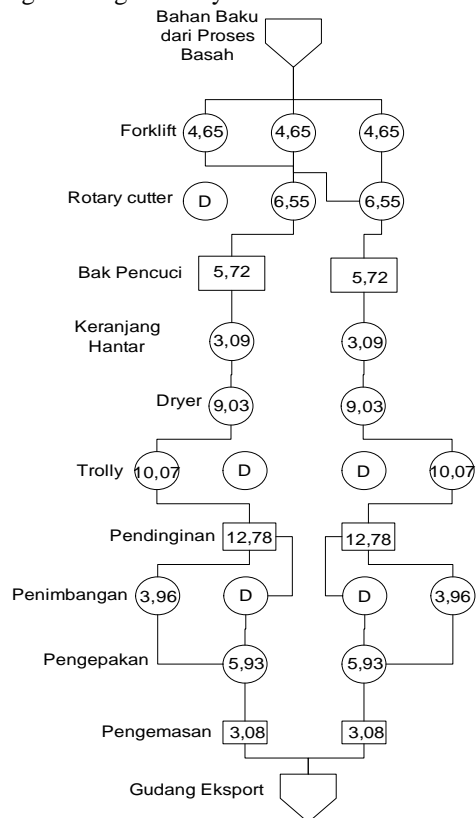 Bahan Baku
dari Proses
Basah
Forklift 4,65 4,65 4,65
Rotary cutter D 6,55 6,55
Bak Pencuci 5,72 5,72
Keranjang
Hantar 3,09 3,09
Dryer 9,03 9,03
Trolly 10,07 D D 10,07
Pendinginan 12,78 12,78
Penimbangan 3,96 D D 3,96
Pengepakan 5,93 5,93
Pengemasan 3,08 3,08
Gudang Eksport